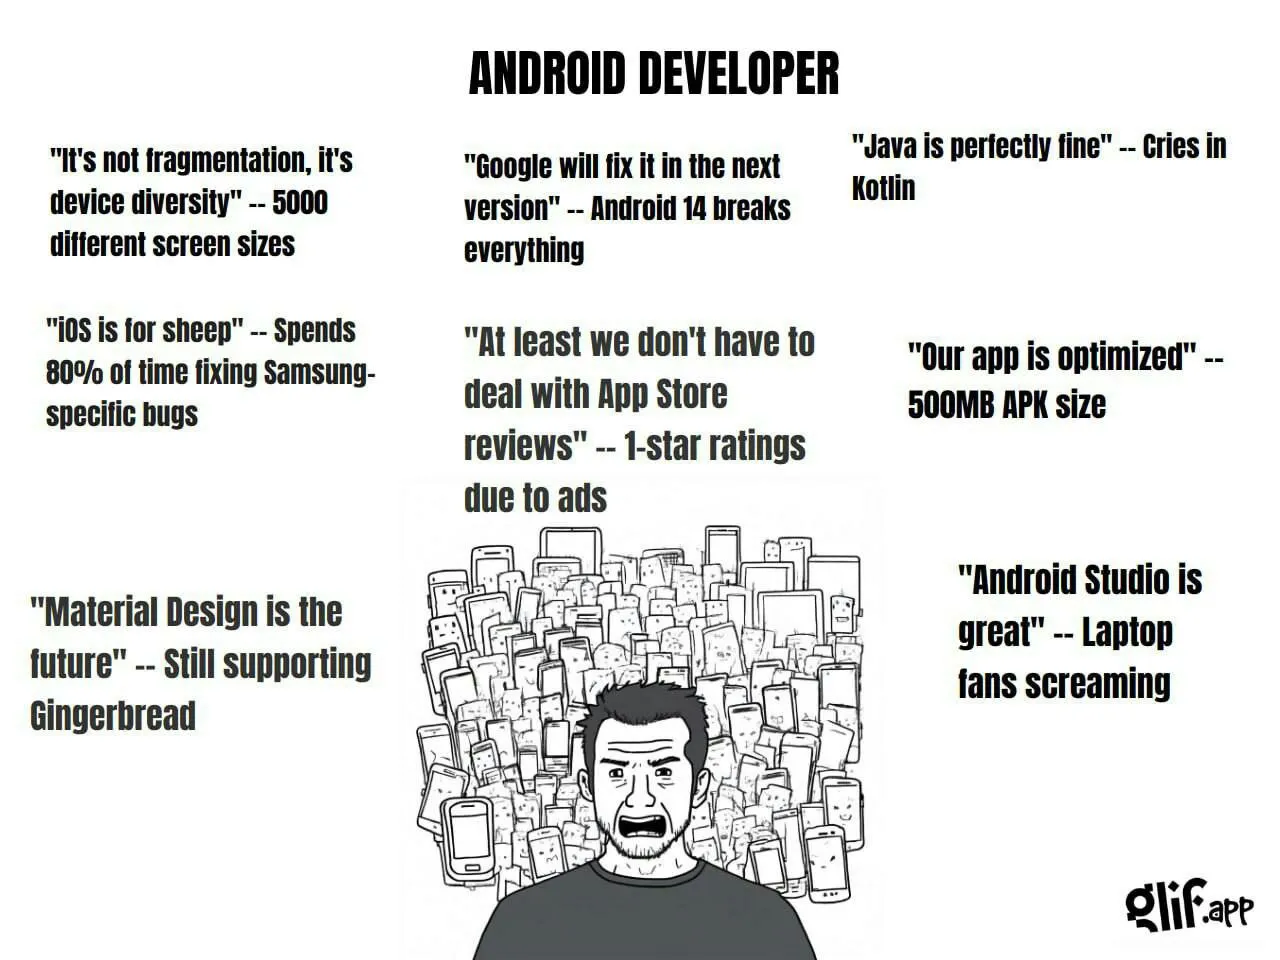 ANDROID DEVELOPER
"It's not fragmentation, it's
device diversity" -- 5000
different screen sizes
"Google will fix it in the next
version" -- Android 14 breaks
everything
"Java is perfectly fine" -- Cries in
Kotlin
"iOS is for sheep" -- Spends
80% of time fixing Samsung-
specific bugs
"At least we don't have to
deal with App Store
reviews" -- 1-star ratings
due to ads
"Our app is optimized" --
500MB APK size
"Material Design is the
future" -- Still supporting
Gingerbread
"Android Studio is
great" -- Laptop
fans screaming
glif.app